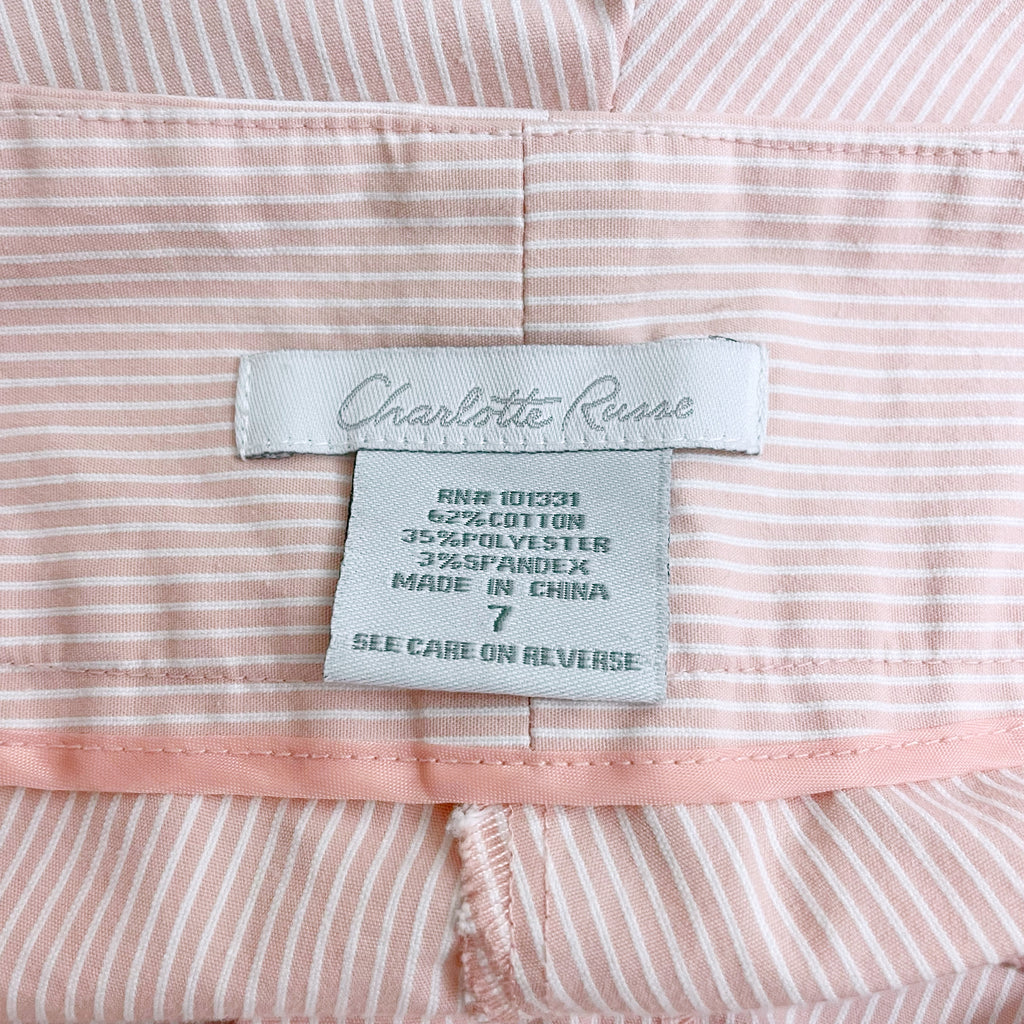 Charlotte Russe
RN# 101331
62%COTTON
35%POLYESTER
3%SPANDEX
MADE IN CHINA
7
SEE CARE ON REVERSE